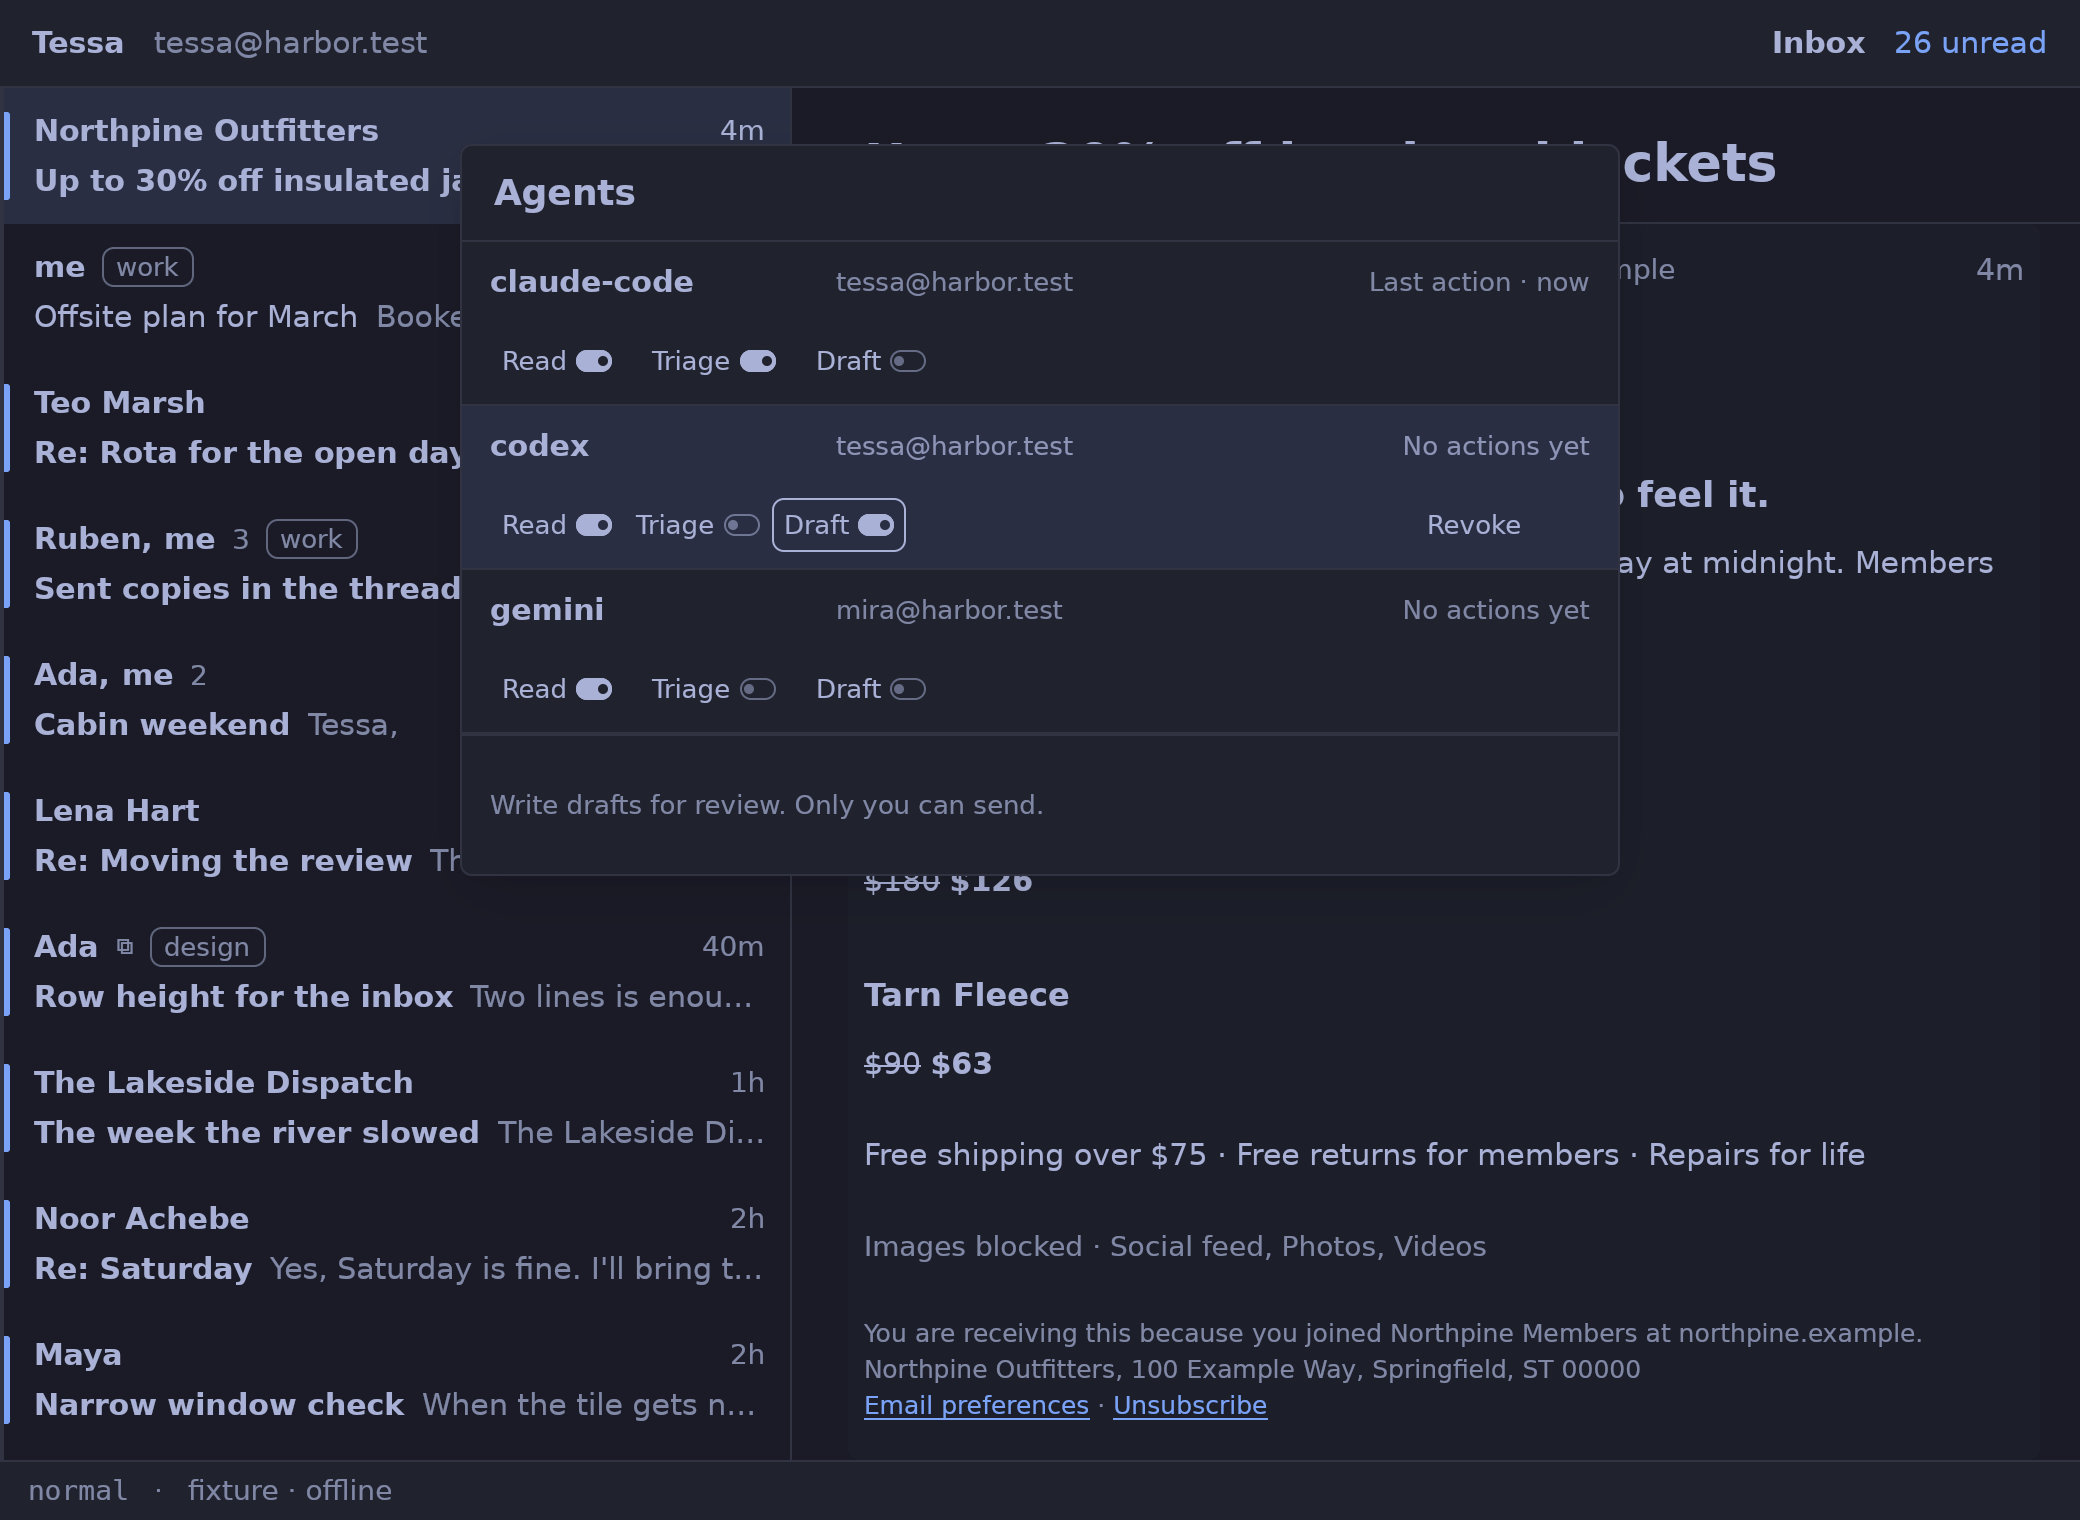 Tessa tessa@harbor.test
Inbox 26 unread
Northpine Outfitters 4m
Up to 30% off insulated
me work
Offsite plan for March
Teo Marsh
Re: Rota for the open day
Ruben, me 3 work
Sent copies in the thread
Ada, me 2
Cabin weekend Tessa,
Lena Hart
Re: Moving the review
Ada design 40m
Row height for the inbox Two lines is enou…
The Lakeside Dispatch 1h
The week the river slowed The Lakeside Di…
Noor Achebe 2h
Re: Saturday Yes, Saturday is fine. I'll bring t…
Maya 2h
Narrow window check When the tile gets n…
Agents
claude-code tessa@harbor.test Last action · now
Read Triage Draft
codex tessa@harbor.test No actions yet
Read Triage Draft Revoke
gemini mira@harbor.test No actions yet
Read Triage Draft
Write drafts for review. Only you can send.
ckets
4m
feel it.
at midnight. Members
$180 $126
Tarn Fleece
$90 $63
Free shipping over $75 · Free returns for members · Repairs for life
Images blocked · Social feed, Photos, Videos
You are receiving this because you joined Northpine Members at northpine.example.
Northpine Outfitters, 100 Example Way, Springfield, ST 00000
Email preferences · Unsubscribe
normal · fixture · offline